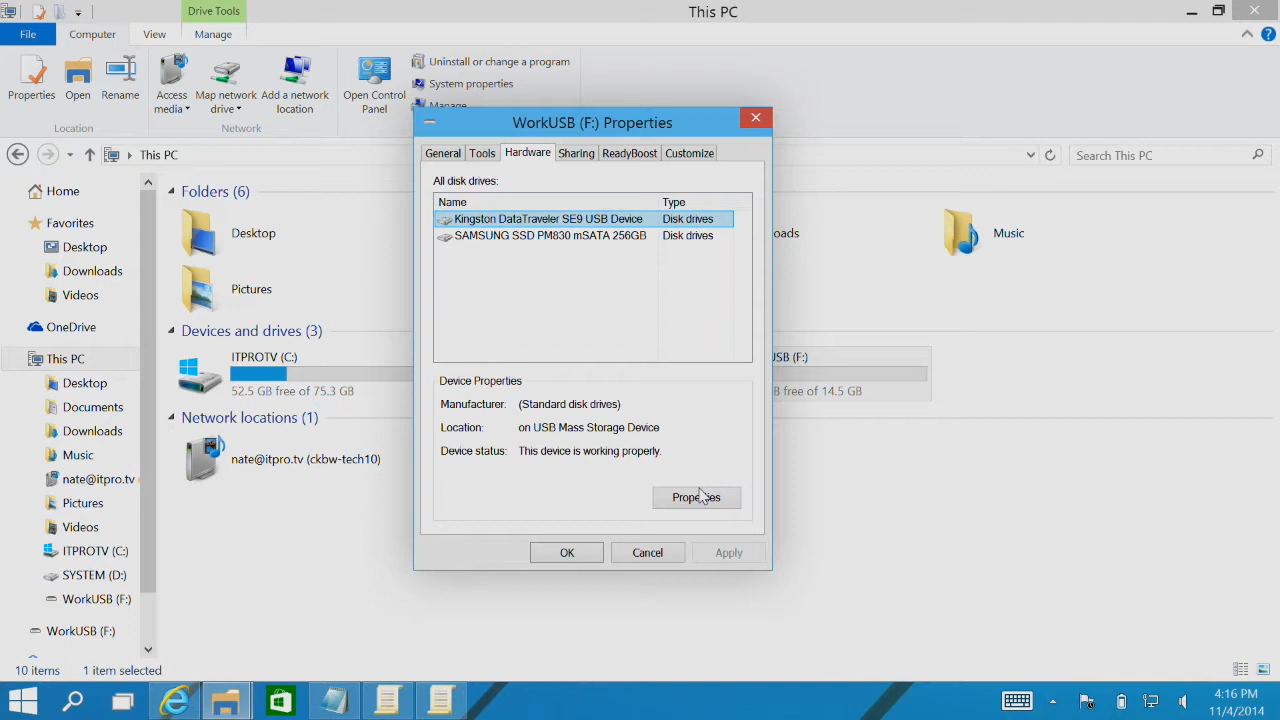 Drive Tools
This PC
File
Computer
View
Manage
Properties
Open
Rename
Access media
Map network drive
Add a network location
Open Control Panel
Uninstall or change a program
System properties
Manage
Location
Network
This PC
Search This PC
Home
Favorites
Desktop
Downloads
Videos
OneDrive
This PC
Desktop
Documents
Downloads
Music
nate@itpro.tv
Pictures
Videos
ITPROTV (C:)
SYSTEM (D:)
WorkUSB (F:)
WorkUSB (F:)
Folders (6)
Desktop
Pictures
oads
Music
Devices and drives (3)
ITPROTV (C:)
52.5 GB free of 75.3 GB
SB (F:)
free of 14.5 GB
Network locations (1)
nate@itpro.tv (ckbw-tech10)
WorkUSB (F:) Properties
General
Tools
Hardware
Sharing
ReadyBoost
Customize
All disk drives:
Name Type
Kingston DataTraveler SE9 USB Device Disk drives
SAMSUNG SSD PM830 mSATA 256GB Disk drives
Device Properties
Manufacturer: (Standard disk drives)
Location: on USB Mass Storage Device
Device status: This device is working properly.
Properties
OK
Cancel
Apply
10 items
1 item selected
4:16 PM
11/4/2014